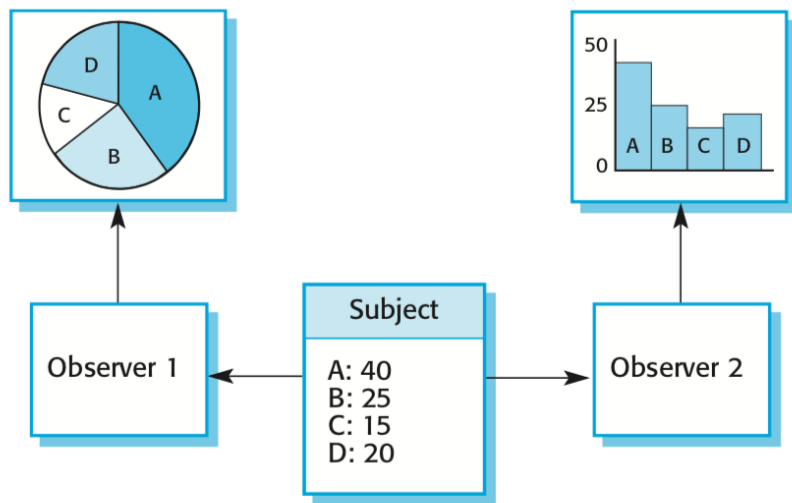 D
A
C
B
50
25
0
A B C D
Observer 1
Subject
A: 40
B: 25
C: 15
D: 20
Observer 2